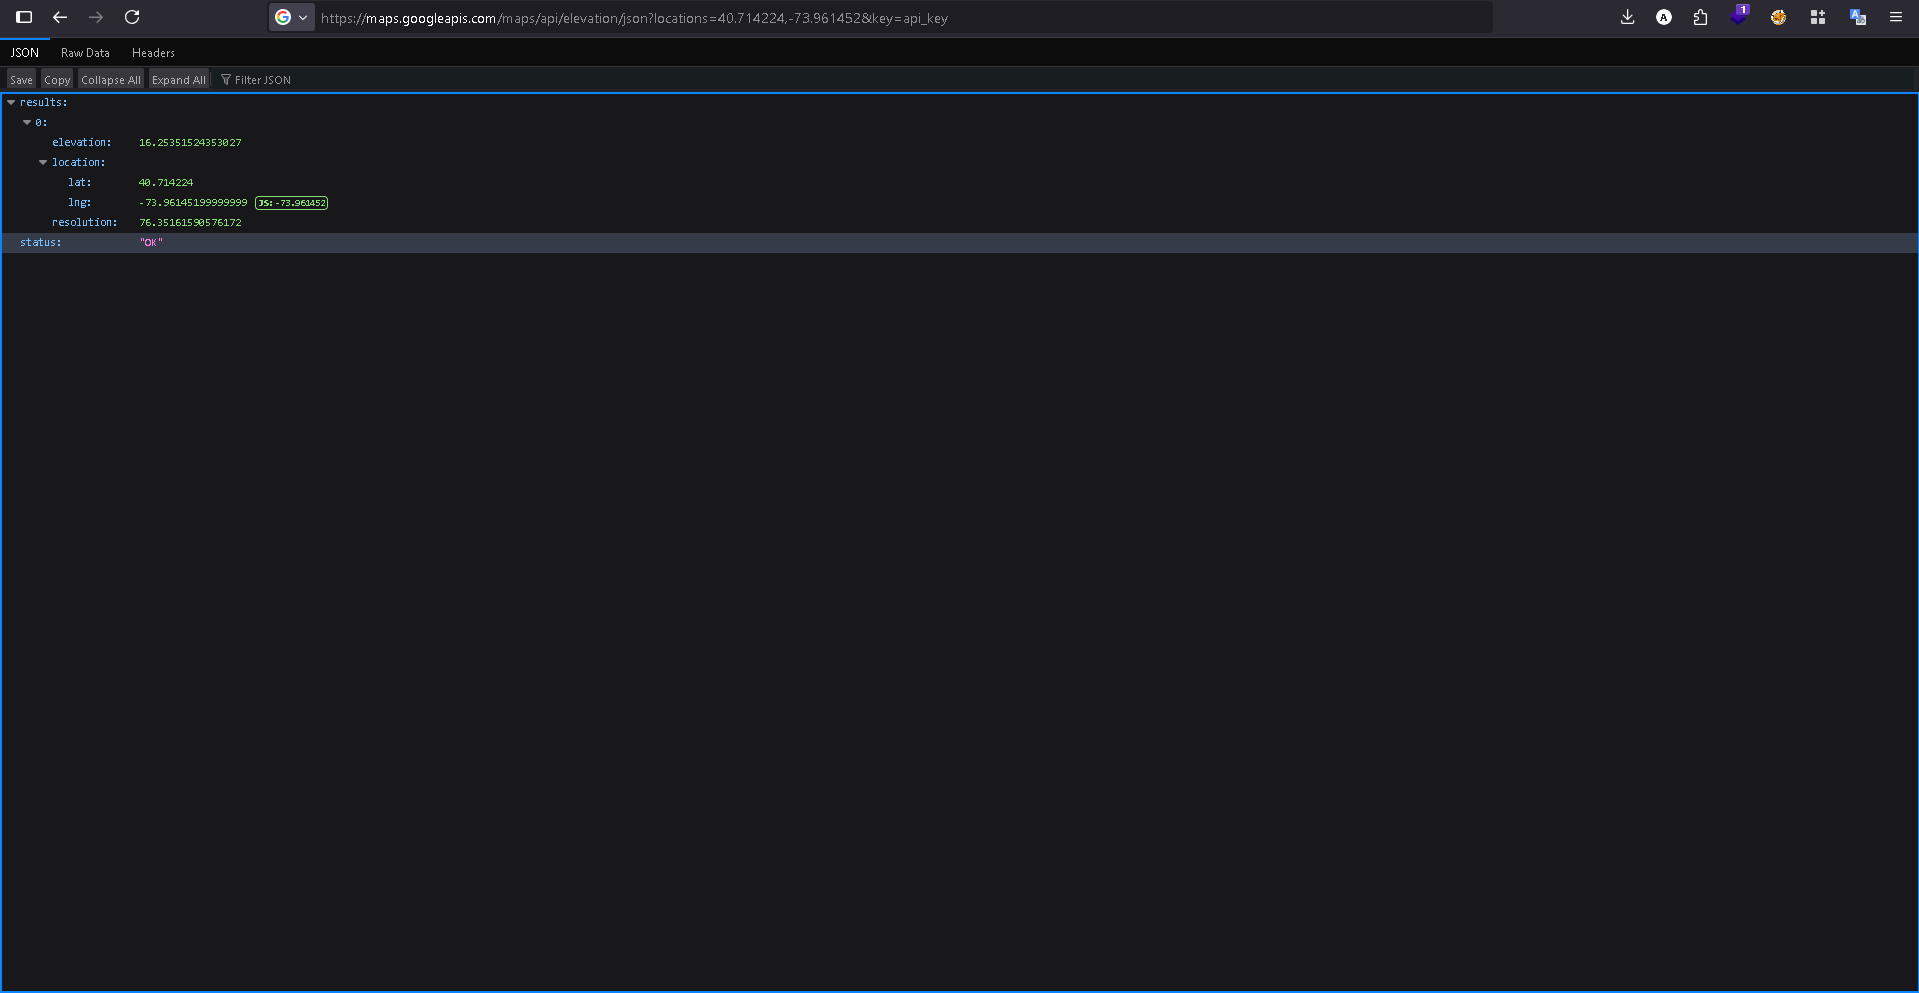 https://maps.googleapis.com/maps/api/elevation/json?locations=40.714224,-73.961452&key=api_key
A
1
JSON Raw Data Headers
Save Copy Collapse All Expand All Filter JSON
results:
0:
elevation: 16.25351524353027
location:
lat: 40.714224
lng: -73.96145199999999 JS: -73.961452
resolution: 76.35161590576172
status: "OK"